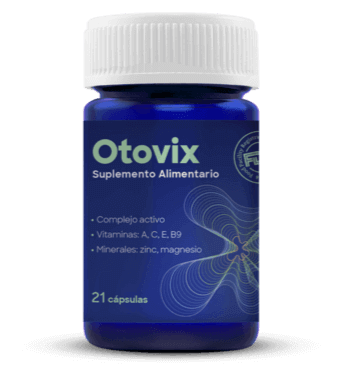 Otovix
Suplemento Alimentario
• Complejo activo
• Vitaminas: A, C, E, B9
• Minerales: zinc, magnesio
21 cápsulas